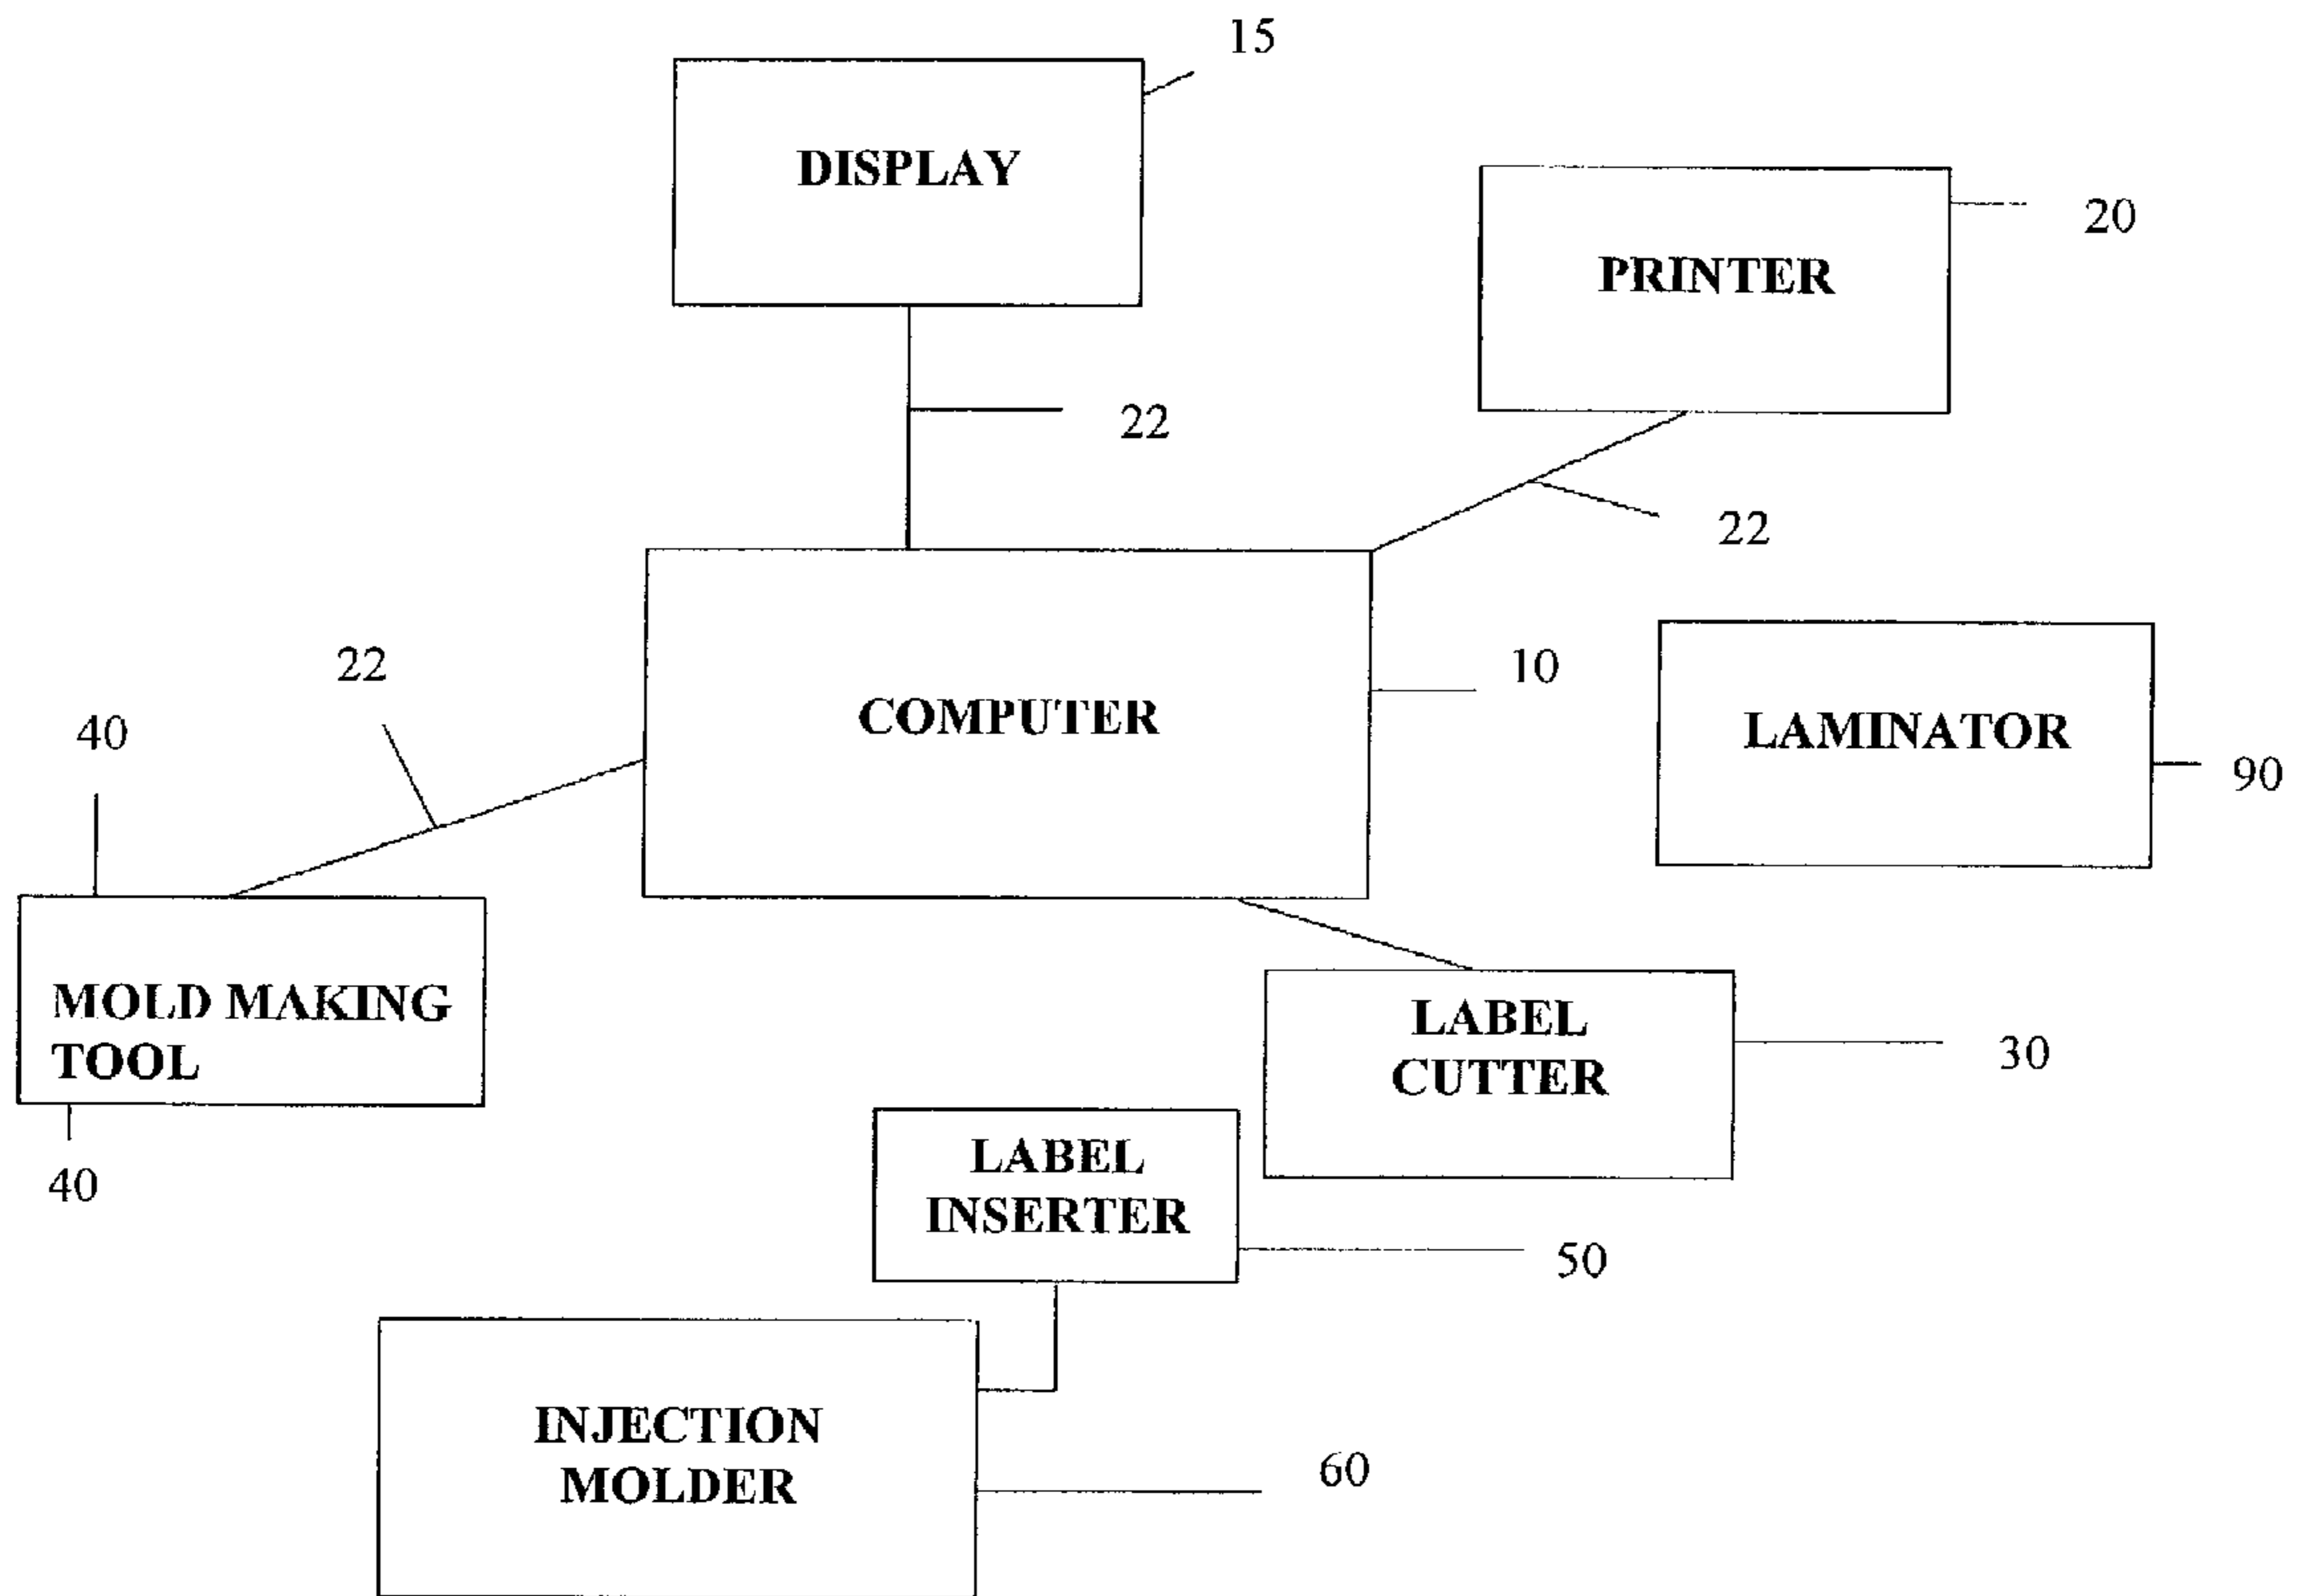 15
DISPLAY
20
PRINTER
22
22
22
10
40
COMPUTER
LAMINATOR
90
MOLD MAKING
TOOL
LABEL
CUTTER
30
40
LABEL
INSERTER
50
INJECTION
MOLDER
60